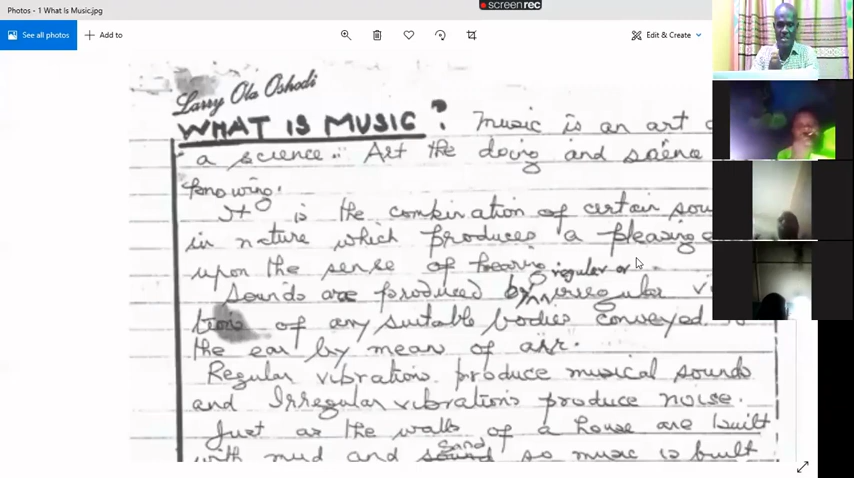 Photos - 1 What Is Music.jpg
screenrec
See all photos
Add to
Edit & Create
Larry Ola Oshodi
WHAT IS MUSIC? Music is an art
a science. Art the doing and science
knowing.
It is the combination of certain sou
in nature which produces a pleasing e
upon the sense of hearing
regular or
Sounds are produced by irregular vi
tions of any suitable bodies conveyed to
the ear by mean of air.
Regular vibration produce musical sounds
and Irregular vibrations produce noise.
Just as the walls of a house are built
sand
with mud and so music is built